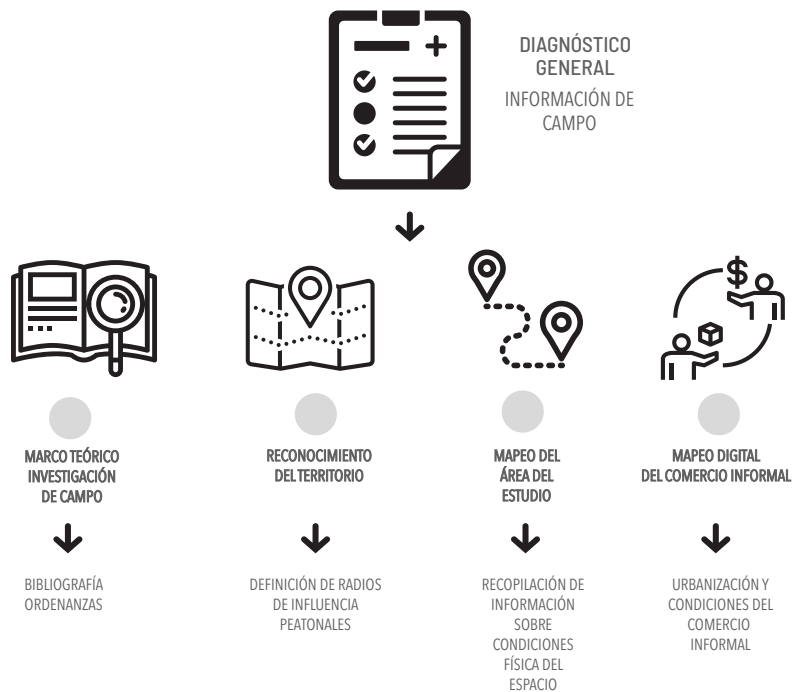 DIAGNÓSTICO
GENERAL
INFORMACIÓN DE
CAMPO
$
MARCO TEÓRICO
INVESTIGACIÓN
DE CAMPO
BIBLIOGRAFÍA
ORDENANZAS
RECONOCIMIENTO
DEL TERRITORIO
DEFINICIÓN DE RADIOS
DE INFLUENCIA
PEATONALES
MAPEO DEL
ÁREA DEL
ESTUDIO
RECOPILACIÓN DE
INFORMACIÓN
SOBRE
CONDICIONES
FÍSICA DEL
ESPACIO
MAPEO DIGITAL
DEL COMERCIO INFORMAL
URBANIZACIÓN Y
CONDICIONES DEL
COMERCIO
INFORMAL